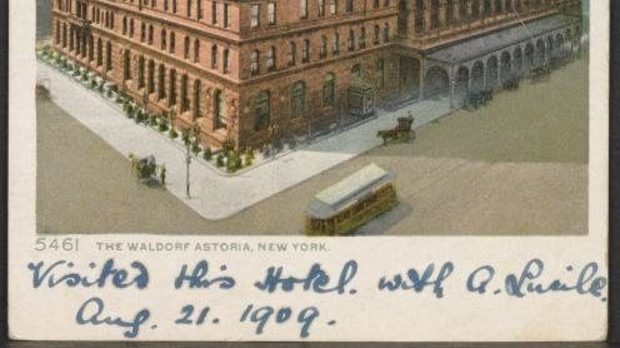 5461 THE WALDORF ASTORIA, NEW YORK.
Visited this Hotel. with A. Lucile.
Aug. 21. 1909.